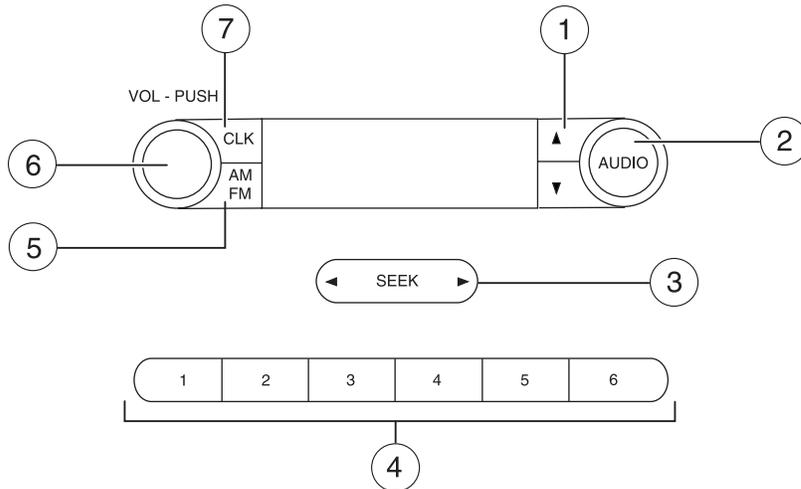 7
1
VOL - PUSH
CLK
▲
2
6
AUDIO
AM
FM
▼
5
◄ SEEK ►
3
1 2 3 4 5 6
4